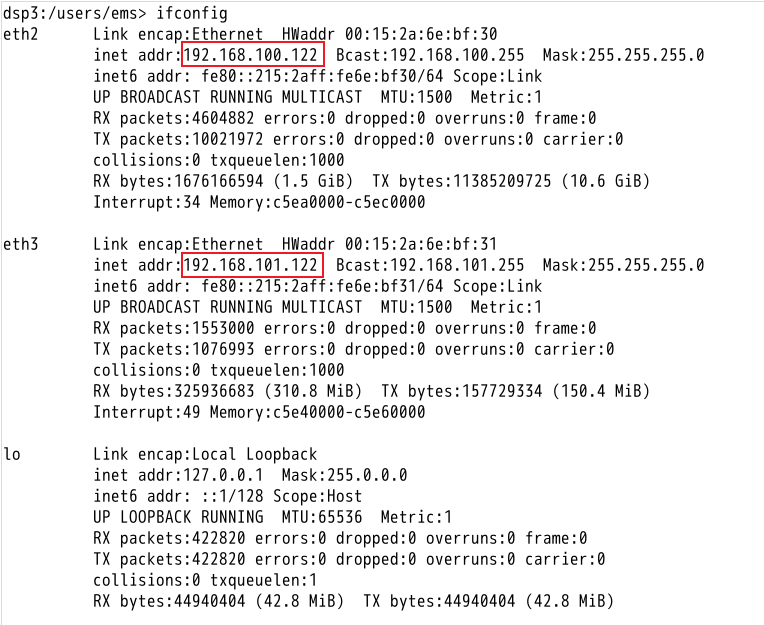 dsp3:/users/ems> ifconfig
eth2 Link encap:Ethernet HWaddr 00:15:2a:6e:bf:30
inet addr:192.168.100.122 Bcast:192.168.100.255 Mask:255.255.255.0
inet6 addr: fe80::215:2aff:fe6e:bf30/64 Scope:Link
UP BROADCAST RUNNING MULTICAST MTU:1500 Metric:1
RX packets:4604882 errors:0 dropped:0 overruns:0 frame:0
TX packets:10021972 errors:0 dropped:0 overruns:0 carrier:0
collisions:0 txqueuelen:1000
RX bytes:1676166594 (1.5 GiB) TX bytes:11385209725 (10.6 GiB)
Interrupt:34 Memory:c5ea0000-c5ec0000
eth3 Link encap:Ethernet HWaddr 00:15:2a:6e:bf:31
inet addr:192.168.101.122 Bcast:192.168.101.255 Mask:255.255.255.0
inet6 addr: fe80::215:2aff:fe6e:bf31/64 Scope:Link
UP BROADCAST RUNNING MULTICAST MTU:1500 Metric:1
RX packets:1553000 errors:0 dropped:0 overruns:0 frame:0
TX packets:1076993 errors:0 dropped:0 overruns:0 carrier:0
collisions:0 txqueuelen:1000
RX bytes:325936683 (310.8 MiB) TX bytes:157729334 (150.4 MiB)
Interrupt:49 Memory:c5e40000-c5e60000
lo Link encap:Local Loopback
inet addr:127.0.0.1 Mask:255.0.0.0
inet6 addr: ::1/128 Scope:Host
UP LOOPBACK RUNNING MTU:65536 Metric:1
RX packets:422820 errors:0 dropped:0 overruns:0 frame:0
TX packets:422820 errors:0 dropped:0 overruns:0 carrier:0
collisions:0 txqueuelen:1
RX bytes:44940404 (42.8 MiB) TX bytes:44940404 (42.8 MiB)